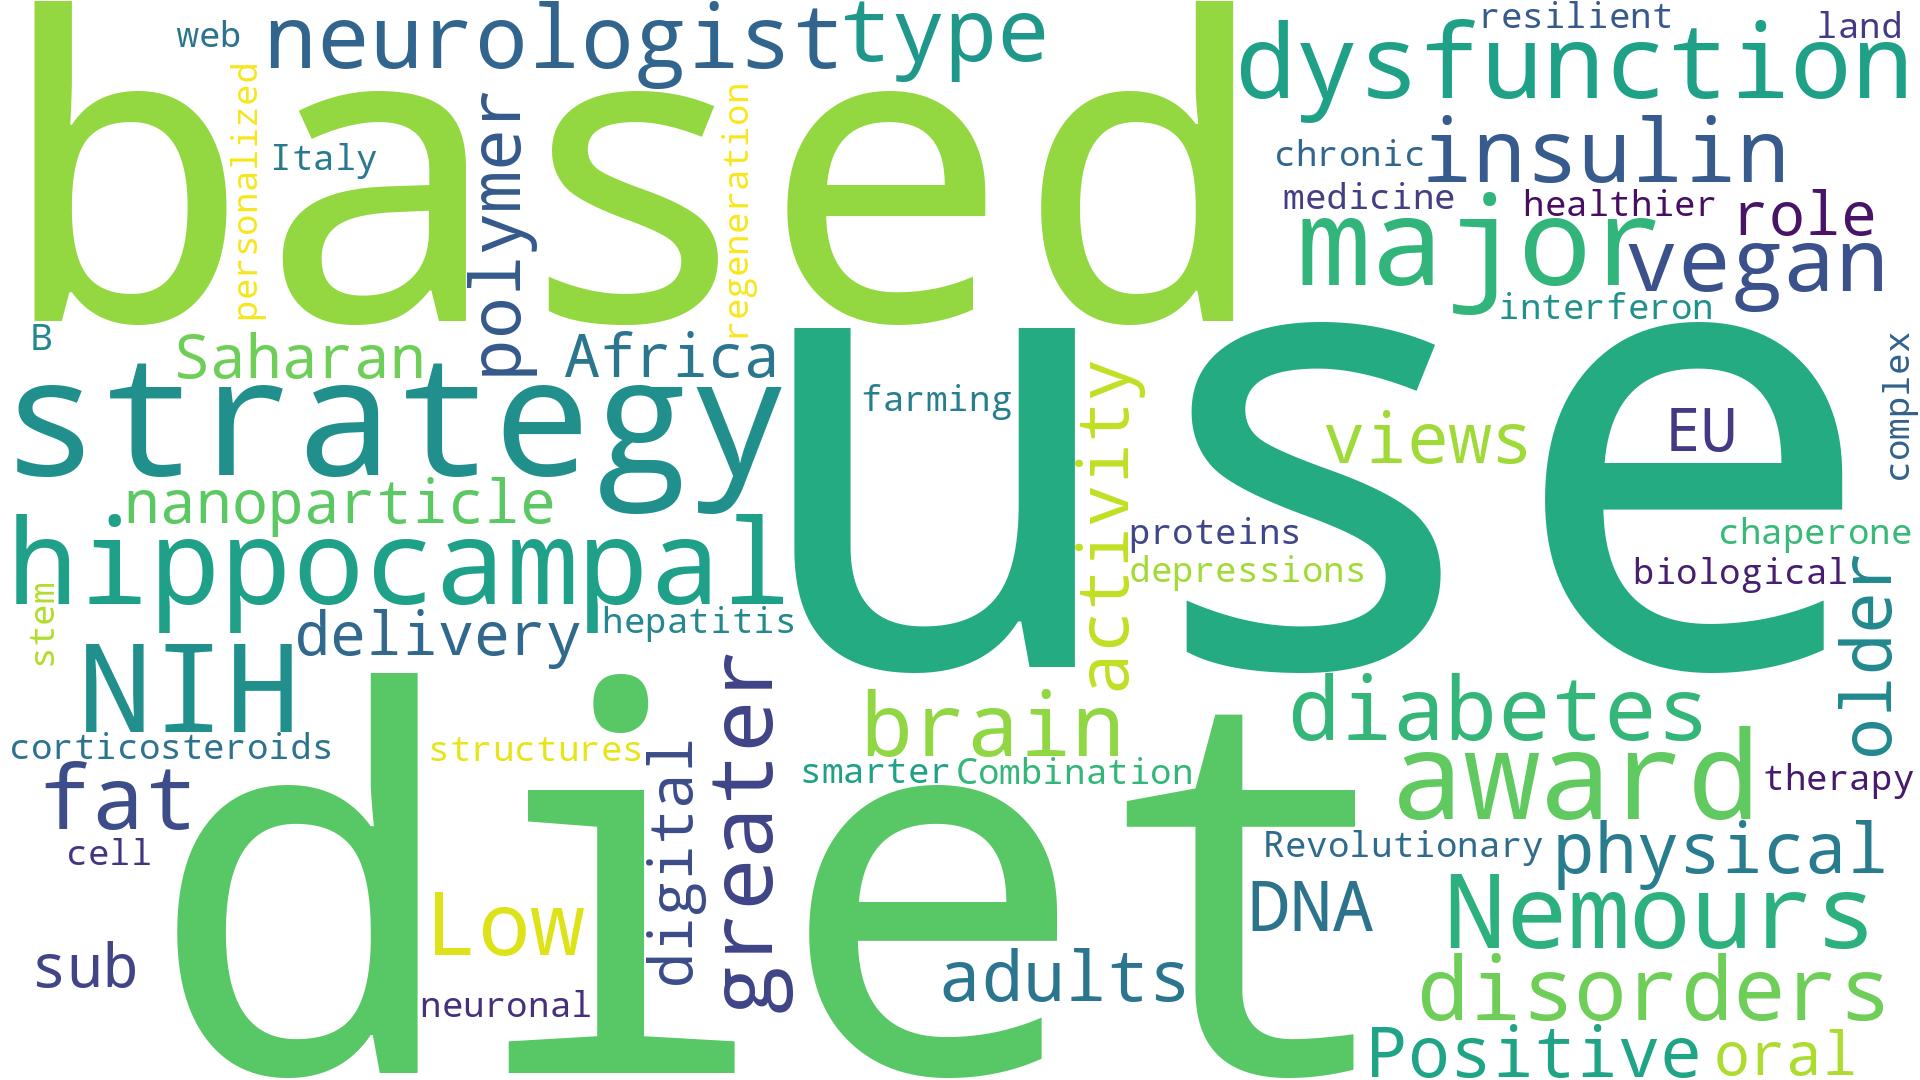 based
web
neurologist
type
resilient
land
dysfunction
personalized
Italy
polymer
regeneration
chronic
insulin
medicine
healthier
role
major
vegan
interferon
B
Saharan
Africa
use
strategy
farming
activity
views
EU
complex
nanoparticle
hippocampal
proteins
chaperone
depressions
biological
older
stem
delivery
hepatitis
NIH
greater
brain
diabetes
corticosteroids
structures
diet
digital
smarter
Combination
award
therapy
fat
cell
Revolutionary
physical
Low
DNA
Nemours
sub
adults
disorders
neuronal
Positive
oral